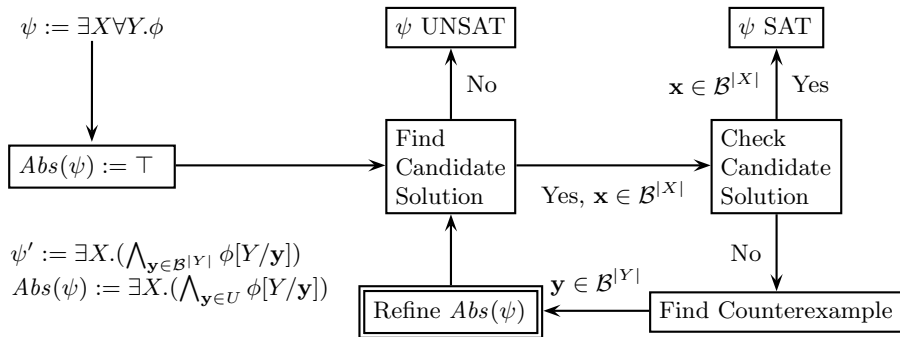 ψ := ∃X∀Y.ϕ
ψ UNSAT
ψ SAT
No
𝐱 ∈ ℬ^{|X|}
Yes
Abs(ψ) := ⊤
Find
Candidate
Solution
Yes, 𝐱 ∈ ℬ^{|X|}
Check
Candidate
Solution
No
ψ′ := ∃X.(⋀_{𝐲∈ℬ^{|Y|}} ϕ[Y/𝐲])
Abs(ψ) := ∃X.(⋀_{𝐲∈U} ϕ[Y/𝐲])
Refine Abs(ψ)
𝐲 ∈ ℬ^{|Y|}
Find Counterexample